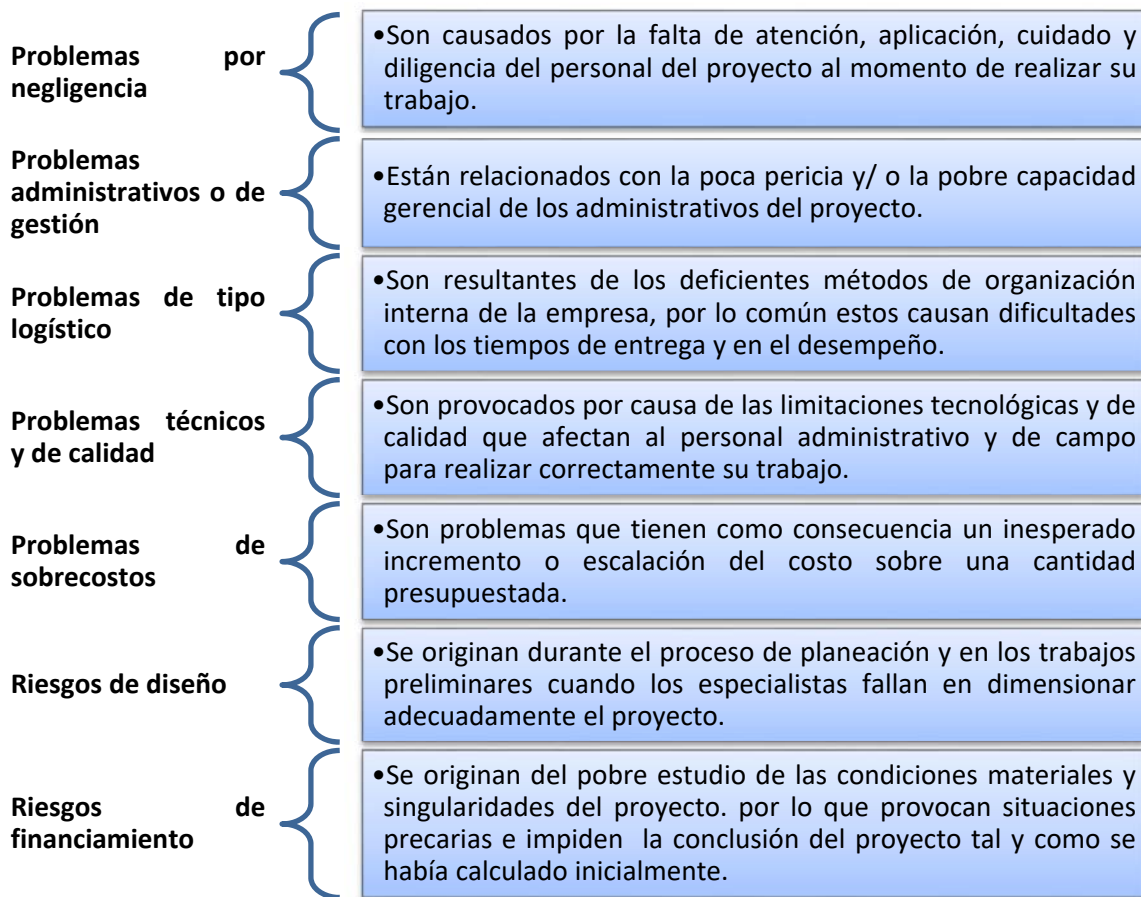 Problemas por
negligencia
•Son causados por la falta de atención, aplicación, cuidado y
diligencia del personal del proyecto al momento de realizar su
trabajo.
Problemas
administrativos o de
gestión
•Están relacionados con la poca pericia y/ o la pobre capacidad
gerencial de los administrativos del proyecto.
Problemas de tipo
logístico
•Son resultantes de los deficientes métodos de organización
interna de la empresa, por lo común estos causan dificultades
con los tiempos de entrega y en el desempeño.
Problemas técnicos
y de calidad
•Son provocados por causa de las limitaciones tecnológicas y de
calidad que afectan al personal administrativo y de campo
para realizar correctamente su trabajo.
Problemas de
sobrecostos
•Son problemas que tienen como consecuencia un inesperado
incremento o escalación del costo sobre una cantidad
presupuestada.
Riesgos de diseño
•Se originan durante el proceso de planeación y en los trabajos
preliminares cuando los especialistas fallan en dimensionar
adecuadamente el proyecto.
Riesgos de
financiamiento
•Se originan del pobre estudio de las condiciones materiales y
singularidades del proyecto. por lo que provocan situaciones
precarias e impiden la conclusión del proyecto tal y como se
había calculado inicialmente.